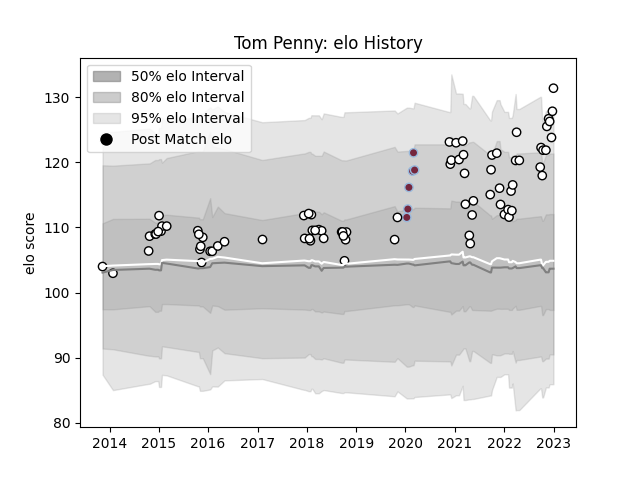 Tom Penny: elo History
50% elo Interval
80% elo Interval
95% elo Interval
Post Match elo
elo score
130
120
110
100
90
80
2014 2015 2016 2017 2018 2019 2020 2021 2022 2023